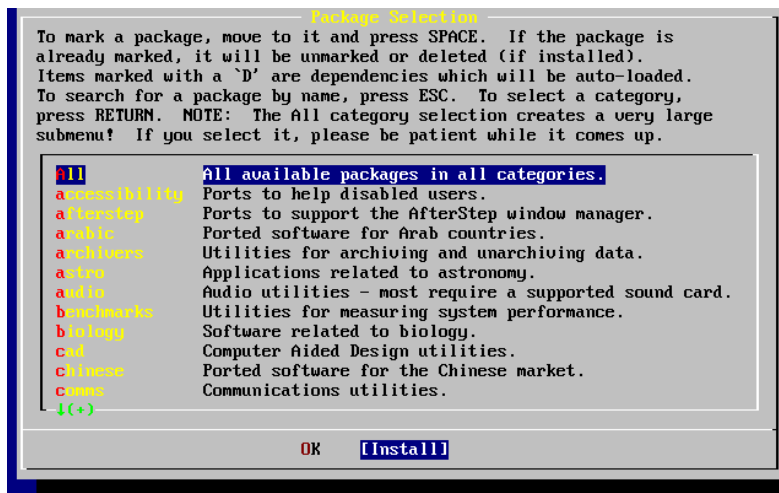 Package Selection
To mark a package, move to it and press SPACE.  If the package is
already marked, it will be unmarked or deleted (if installed).
Items marked with a `D' are dependencies which will be auto-loaded.
To search for a package by name, press ESC.  To select a category,
press RETURN.  NOTE:  The All category selection creates a very large
submenu!  If you select it, please be patient while it comes up.
All All available packages in all categories.
accessibility Ports to help disabled users.
afterstep Ports to support the AfterStep window manager.
arabic Ported software for Arab countries.
archivers Utilities for archiving and unarchiving data.
astro Applications related to astronomy.
audio Audio utilities - most require a supported sound card.
benchmarks Utilities for measuring system performance.
biology Software related to biology.
cad Computer Aided Design utilities.
chinese Ported software for the Chinese market.
comms Communications utilities.
↓(+)
OK [Install]